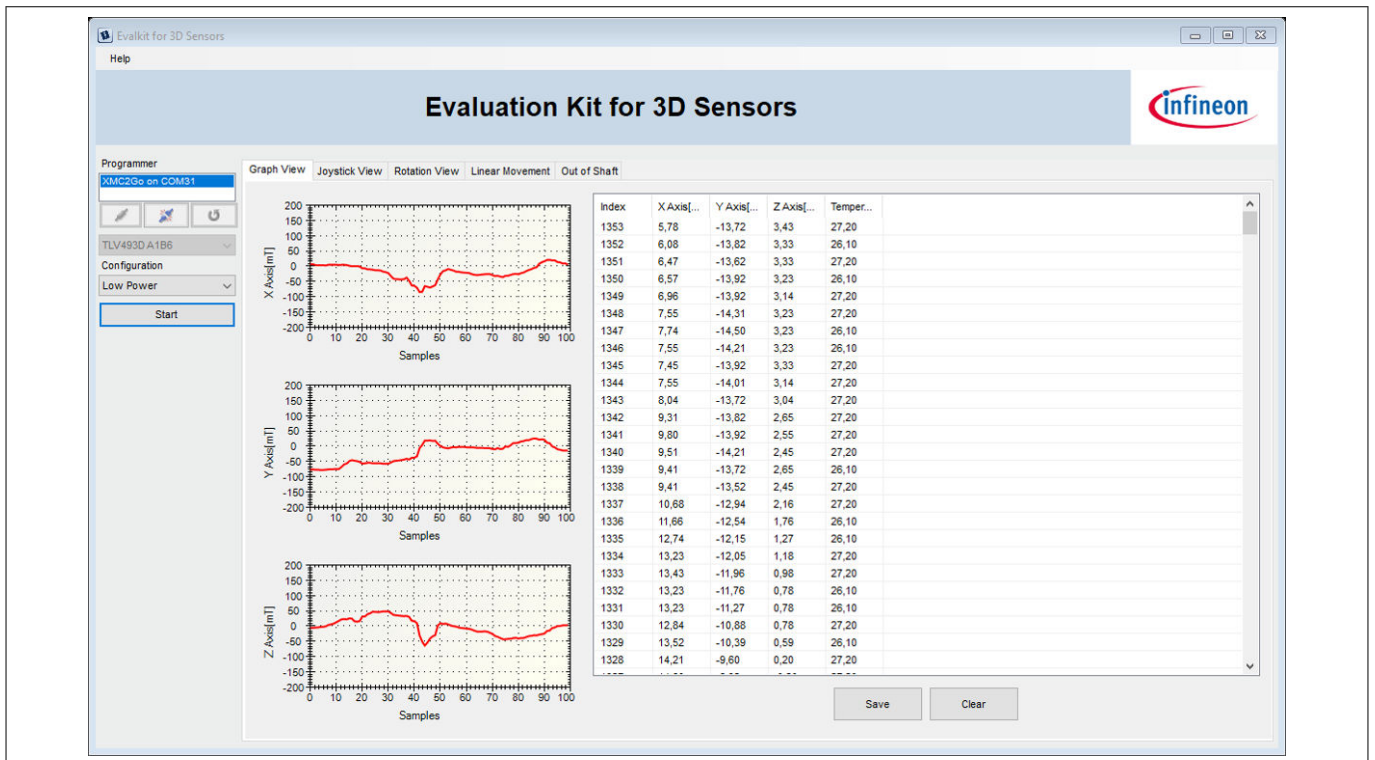 Evalkit for 3D Sensors
Help
Evaluation Kit for 3D Sensors
infineon
Programmer
XMC2Go on COM31
TLV493D A1B6
Configuration
Low Power
Start
Graph View Joystick View Rotation View Linear Movement Out of Shaft
X Axis[mT]
200
150
100
50
0
-50
-100
-150
-200
0 10 20 30 40 50 60 70 80 90 100
Samples
Y Axis[mT]
200
150
100
50
0
-50
-100
-150
-200
0 10 20 30 40 50 60 70 80 90 100
Samples
Z Axis[mT]
200
150
100
50
0
-50
-100
-150
-200
0 10 20 30 40 50 60 70 80 90 100
Samples
Index X Axis[... Y Axis[... Z Axis[... Temper...
1353 5,78 -13,72 3,43 27,20
1352 6,08 -13,82 3,33 26,10
1351 6,47 -13,62 3,33 27,20
1350 6,57 -13,92 3,23 26,10
1349 6,96 -13,92 3,14 27,20
1348 7,55 -14,31 3,23 27,20
1347 7,74 -14,50 3,23 26,10
1346 7,55 -14,21 3,23 26,10
1345 7,45 -13,92 3,33 27,20
1344 7,55 -14,01 3,14 27,20
1343 8,04 -13,72 3,04 27,20
1342 9,31 -13,82 2,65 27,20
1341 9,80 -13,92 2,55 27,20
1340 9,51 -14,21 2,45 27,20
1339 9,41 -13,72 2,65 26,10
1338 9,41 -13,52 2,45 27,20
1337 10,68 -12,94 2,16 27,20
1336 11,66 -12,54 1,76 26,10
1335 12,74 -12,15 1,27 26,10
1334 13,23 -12,05 1,18 27,20
1333 13,43 -11,96 0,98 27,20
1332 13,23 -11,76 0,78 26,10
1331 13,23 -11,27 0,78 26,10
1330 12,84 -10,88 0,78 27,20
1329 13,52 -10,39 0,59 26,10
1328 14,21 -9,60 0,20 27,20
Save Clear